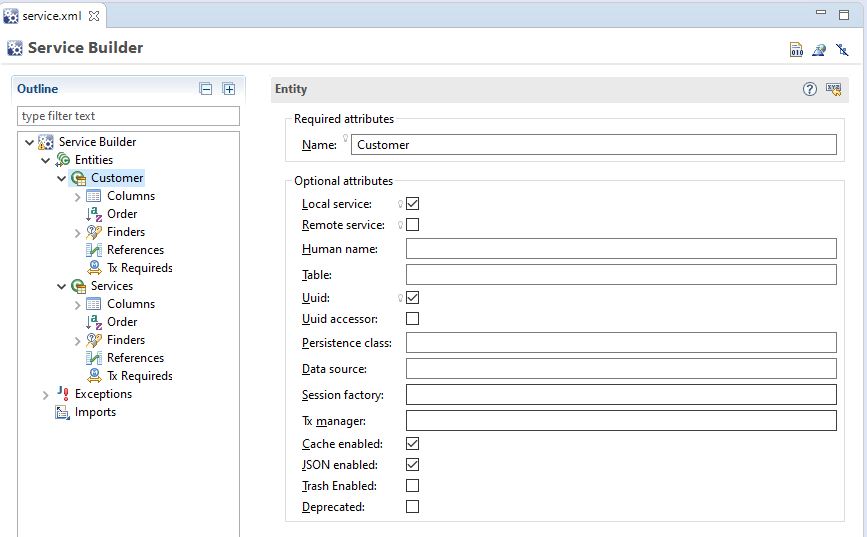 service.xml
Service Builder
Outline
type filter text
Service Builder
Entities
Customer
Columns
Order
Finders
References
Tx Requireds
Services
Columns
Order
Finders
References
Tx Requireds
Exceptions
Imports
Entity
Required attributes
Name: Customer
Optional attributes
Local service:
Remote service:
Human name:
Table:
Uuid:
Uuid accessor:
Persistence class:
Data source:
Session factory:
Tx manager:
Cache enabled:
JSON enabled:
Trash Enabled:
Deprecated: